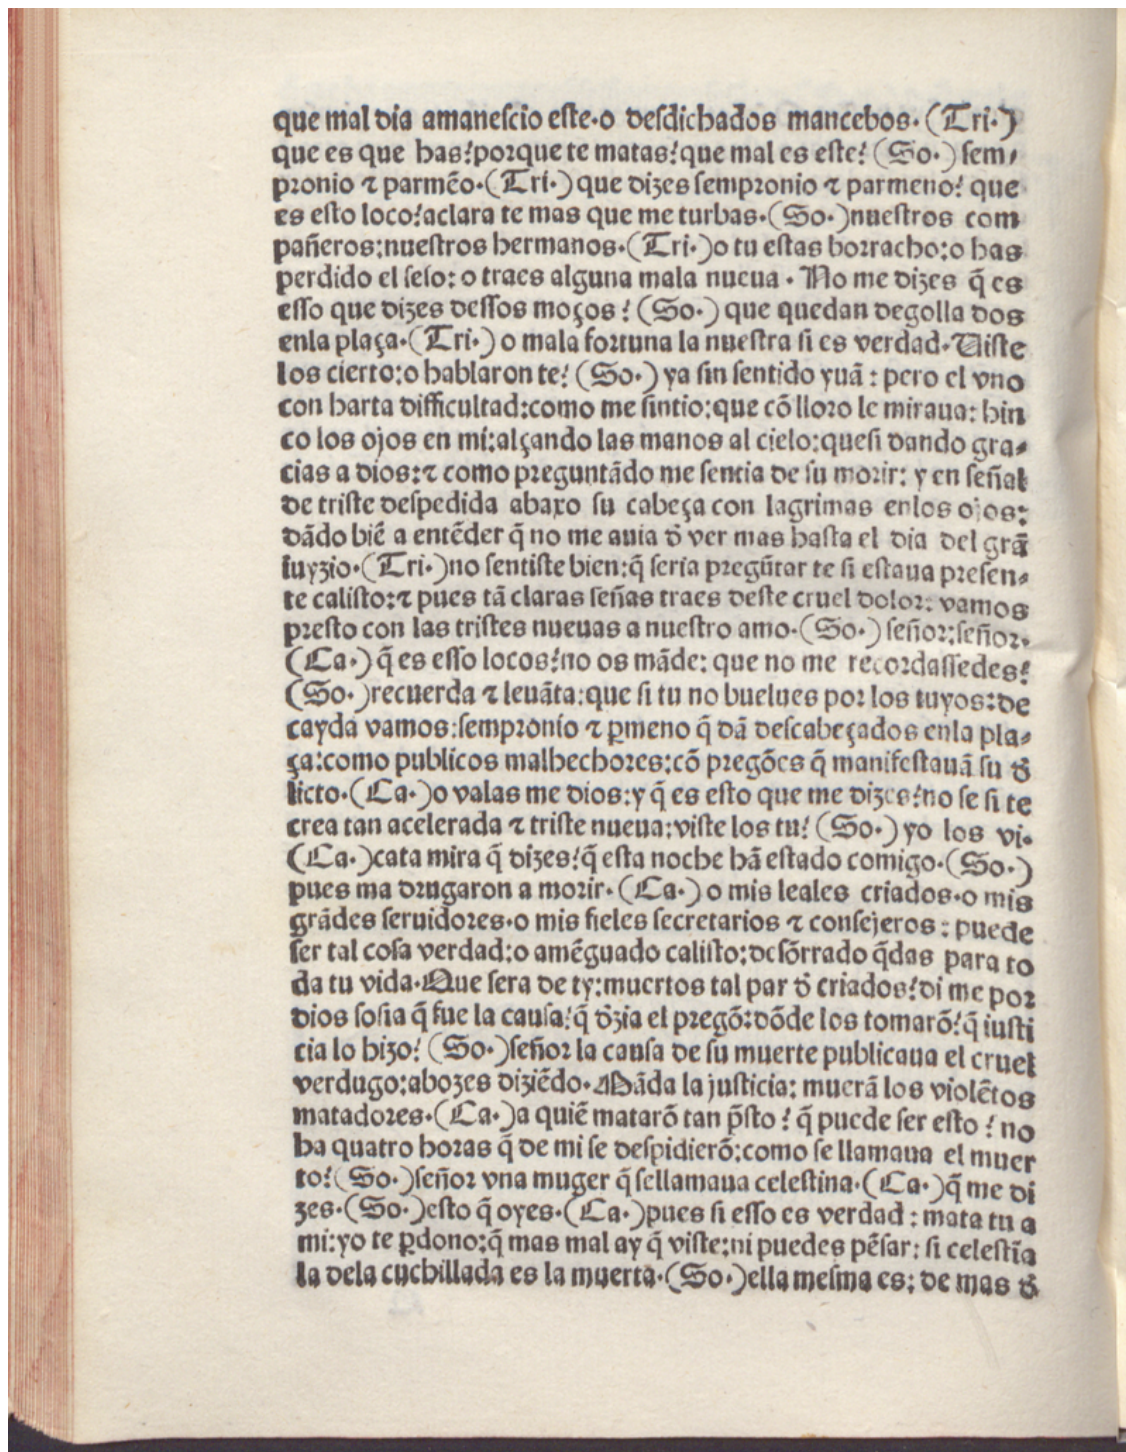 que mal dia amanescio este·o desdichados mancebos·(Tri·)
que es que has?porque te matas?que mal es este?(So·) sem⸗
pronio ⁊ parmẽo·(Tri·) que dizes sempronio ⁊ parmeno? que
es esto loco?aclara te mas que me turbas·(So·)nuestros com
pañeros:nuestros hermanos·(Tri·)o tu estas borracho:o has
perdido el seso: o traes alguna mala nueua · No me dizes q̃ es
esso que dizes dessos moços ? (So·) que quedan degolla dos
enla plaça·(Tri·) o mala fortuna la nuestra si es verdad·Uiste
los cierto:o hablaron te? (So·) ya sin sentido yuã : pero el vno
con harta difficultad:como me sintio:que cõ lloro le miraua: hin
co los ojos en mi:alçando las manos al cielo:quesi dando gra⸗
cias a dios:⁊ como preguntãdo me sentia de su morir: y en señal
de triste despedida abaxo su cabeça con lagrimas enlos ojos:
dãdo biẽ a entẽder q̃ no me auia đ ver mas hasta el dia del grã
iuyzio·(Tri·)no sentiste bien:q̃ seria pregũtar te si estaua presen⸗
te calisto:⁊ pues tã claras señas traes deste cruel dolor: vamos
presto con las tristes nueuas a nuestro amo·(So·) señor:señor·
(Ca·) q̃ es esso locos?no os mãde: que no me recordassedes?
(So·)recuerda ⁊ leuãta:que si tu no buelues por los tuyos:de
cayda vamos:sempronio ⁊ ꝑmeno q̃ dã descabeçados enla pla⸗
ça:como publicos malhechores:cõ pregões q̃ manifestauã su đ
licto·(Ca·)o valas me dios:y q̃ es esto que me dizes?no se si te
crea tan acelerada ⁊ triste nueua:viste los tu? (So·) yo los vi·
(Ca·)cata mira q̃ dizes?q̃ esta noche hã estado comigo·(So·)
pues ma drugaron a morir·(Ca·) o mis leales criados·o mis
grãdes seruidores·o mis fieles secretarios ⁊ consejeros : puede
ser tal cosa verdad:o amẽguado calisto:desõrrado q̃das para to
da tu vida·Que sera de ty:muertos tal par đ criados?di me por
dios sosia q̃ fue la causa?q̃ đzia el pregõ:dõde los tomarõ?q̃ iusti
cia lo hizo? (So·)señor la causa de su muerte publicaua el cruel
verdugo:abozes diziẽdo·Mãda la justicia: muerã los violẽtos
matadores·(Ca·)a quiẽ matarõ tan p̃sto ? q̃ puede ser esto ? no
ha quatro horas q̃ de mi se despidierõ:como se llamaua el muer
to?(So·)señor vna muger q̃ sellamaua celestina·(Ca·)q̃ me di
zes·(So·)esto q̃ oyes·(Ca·)pues si esso es verdad : mata tu a
mi:yo te ꝑdono:q̃ mas mal ay q̃ viste:ni puedes pẽsar: si celestĩa
la dela cuchillada es la muerta·(So·)ella mesma es: de mas đ